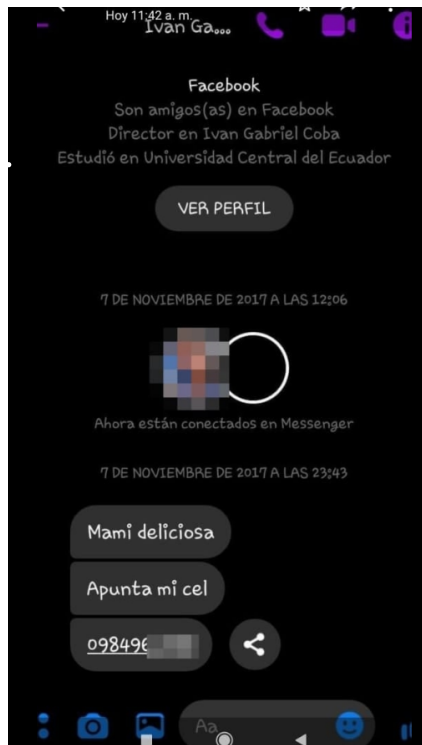 Hoy 11:42 a. m.
Ivan Ga...
Facebook
Son amigos(as) en Facebook
Director en Ivan Gabriel Coba
Estudió en Universidad Central del Ecuador
VER PERFIL
7 DE NOVIEMBRE DE 2017 A LAS 12:06
Ahora están conectados en Messenger
7 DE NOVIEMBRE DE 2017 A LAS 23:43
Mami deliciosa
Apunta mi cel
098496
Aa